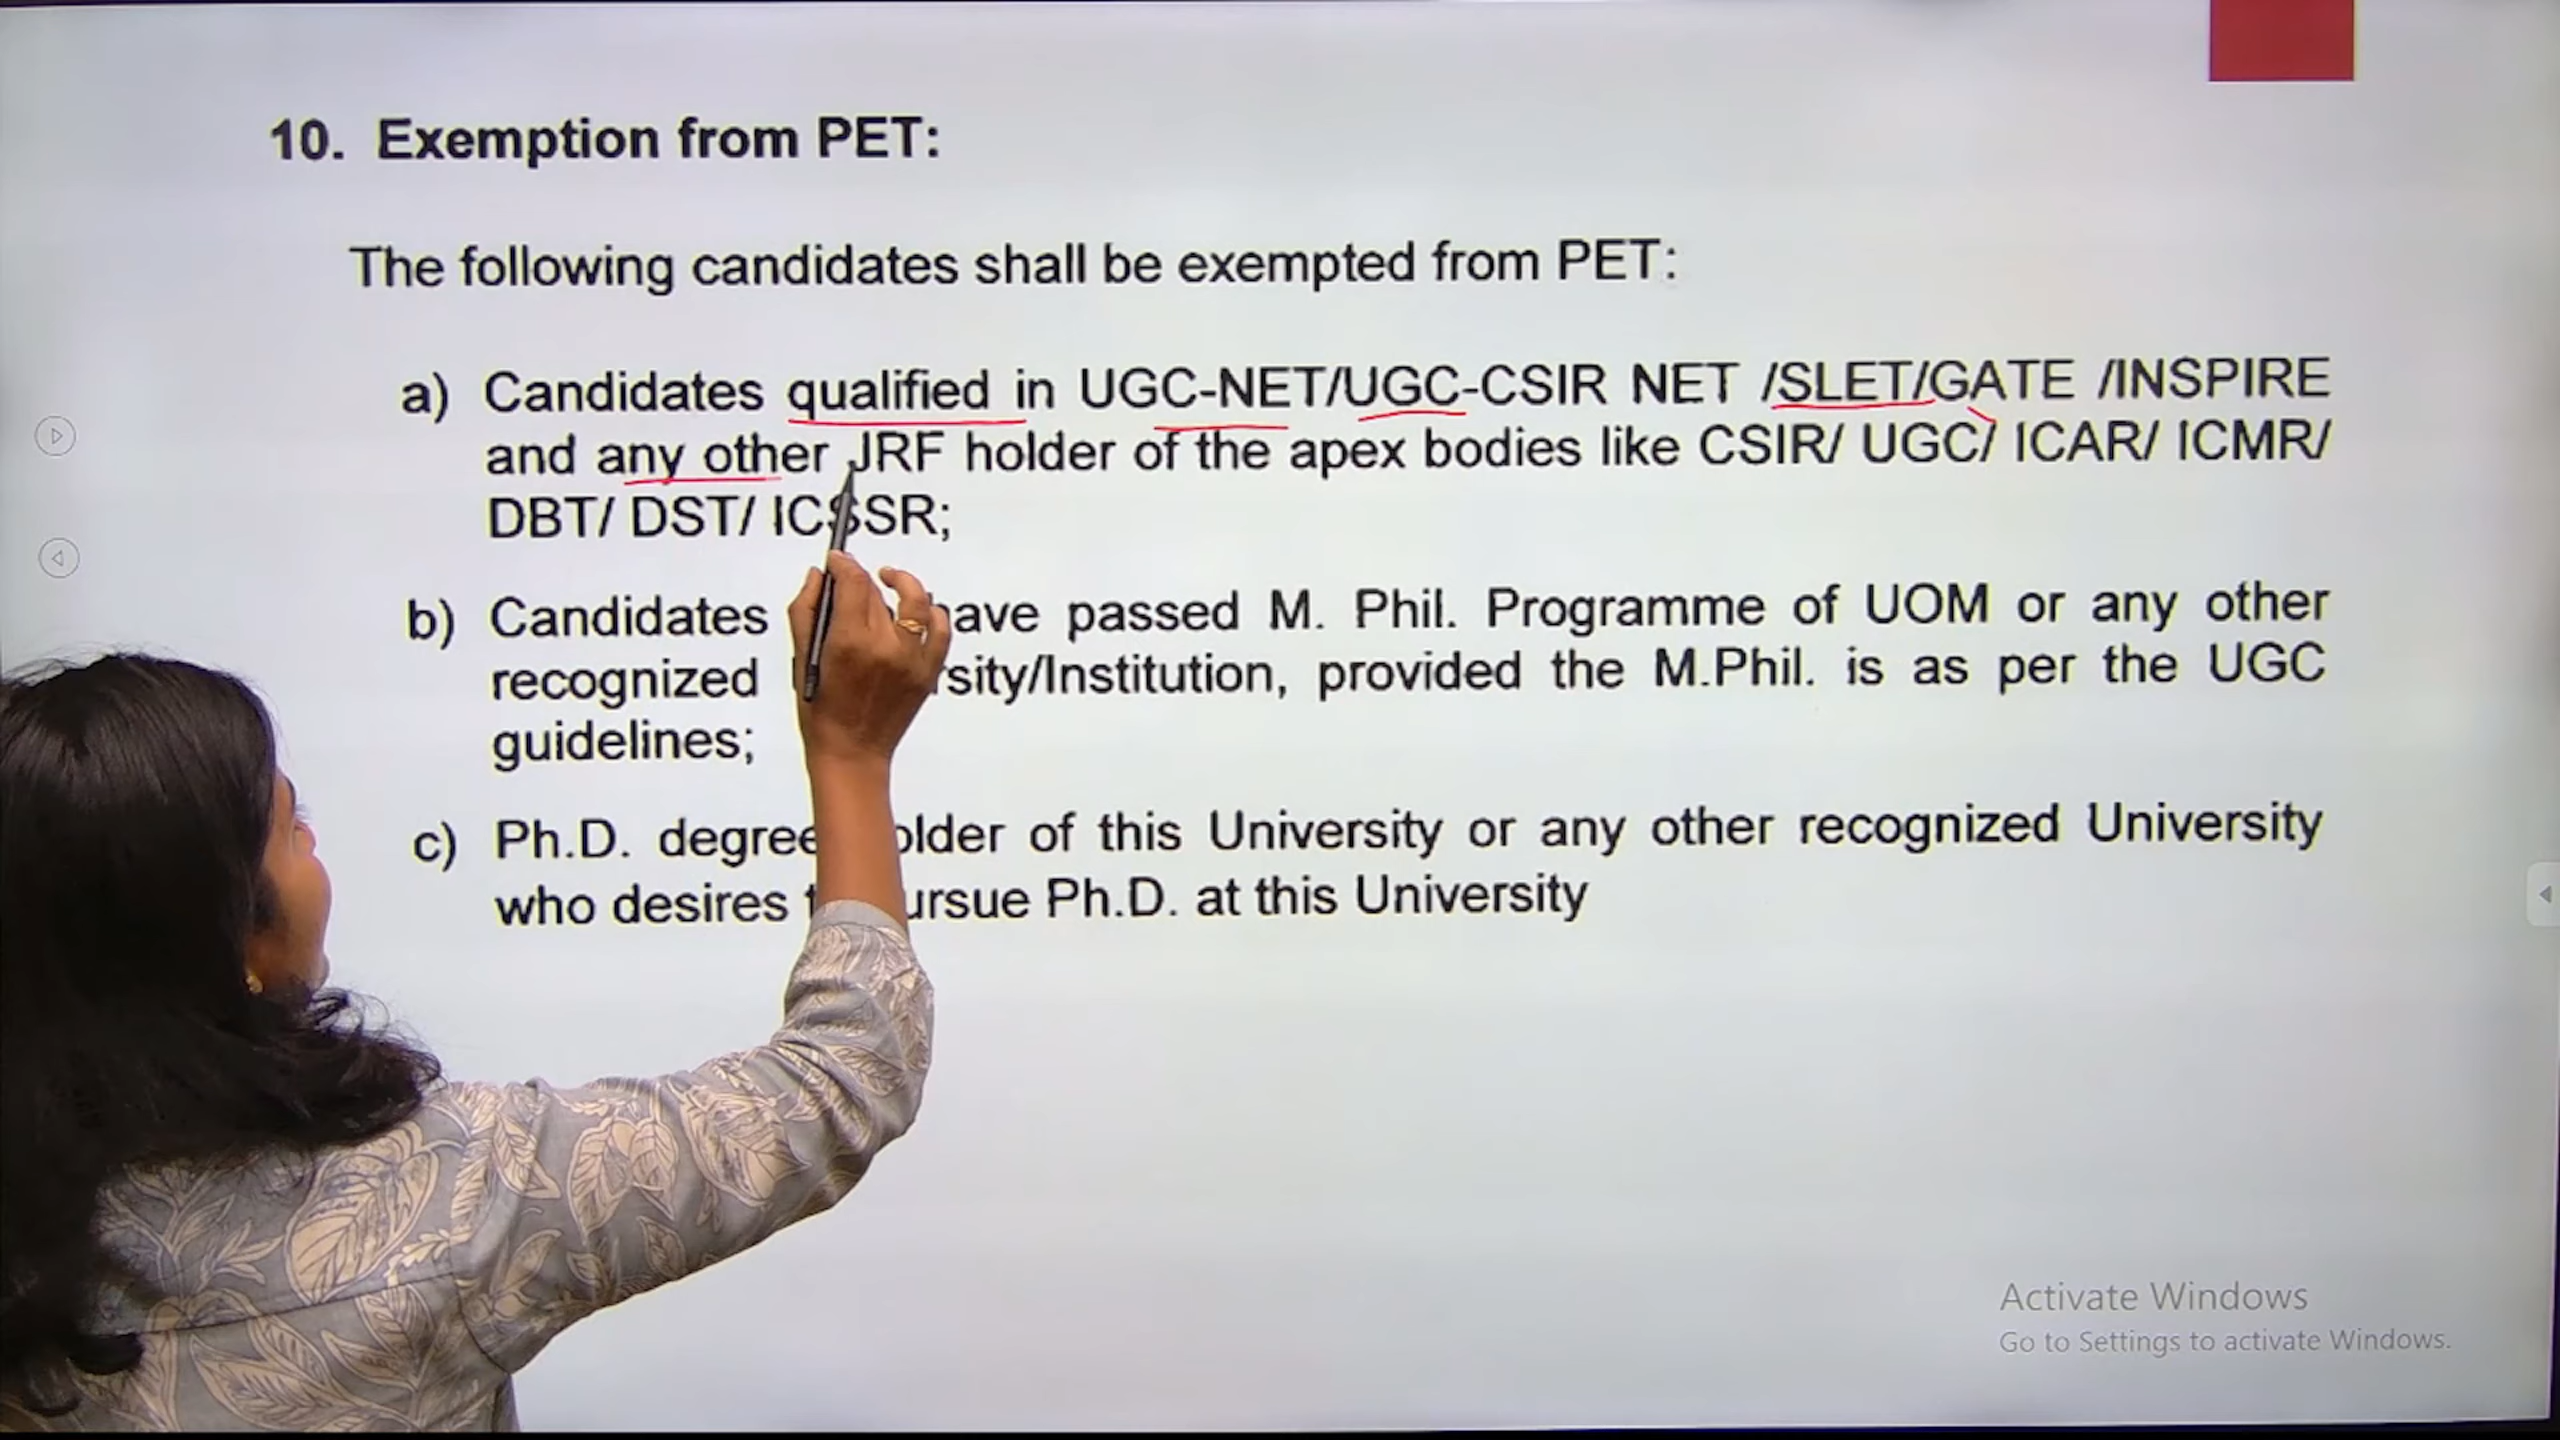 10. Exemption from PET:
The following candidates shall be exempted from PET:
a) Candidates qualified in UGC-NET/UGC-CSIR NET /SLET/GATE /INSPIRE
and any other JRF holder of the apex bodies like CSIR/ UGC/ ICAR/ ICMR/
DBT/ DST/ ICSSR;
b) Candidates have passed M. Phil. Programme of UOM or any other
recognized /Institution, provided the M.Phil. is as per the UGC
guidelines;
c) Ph.D. degree holder of this University or any other recognized University
who desires pursue Ph.D. at this University
Activate Windows
Go to Settings to activate Windows.